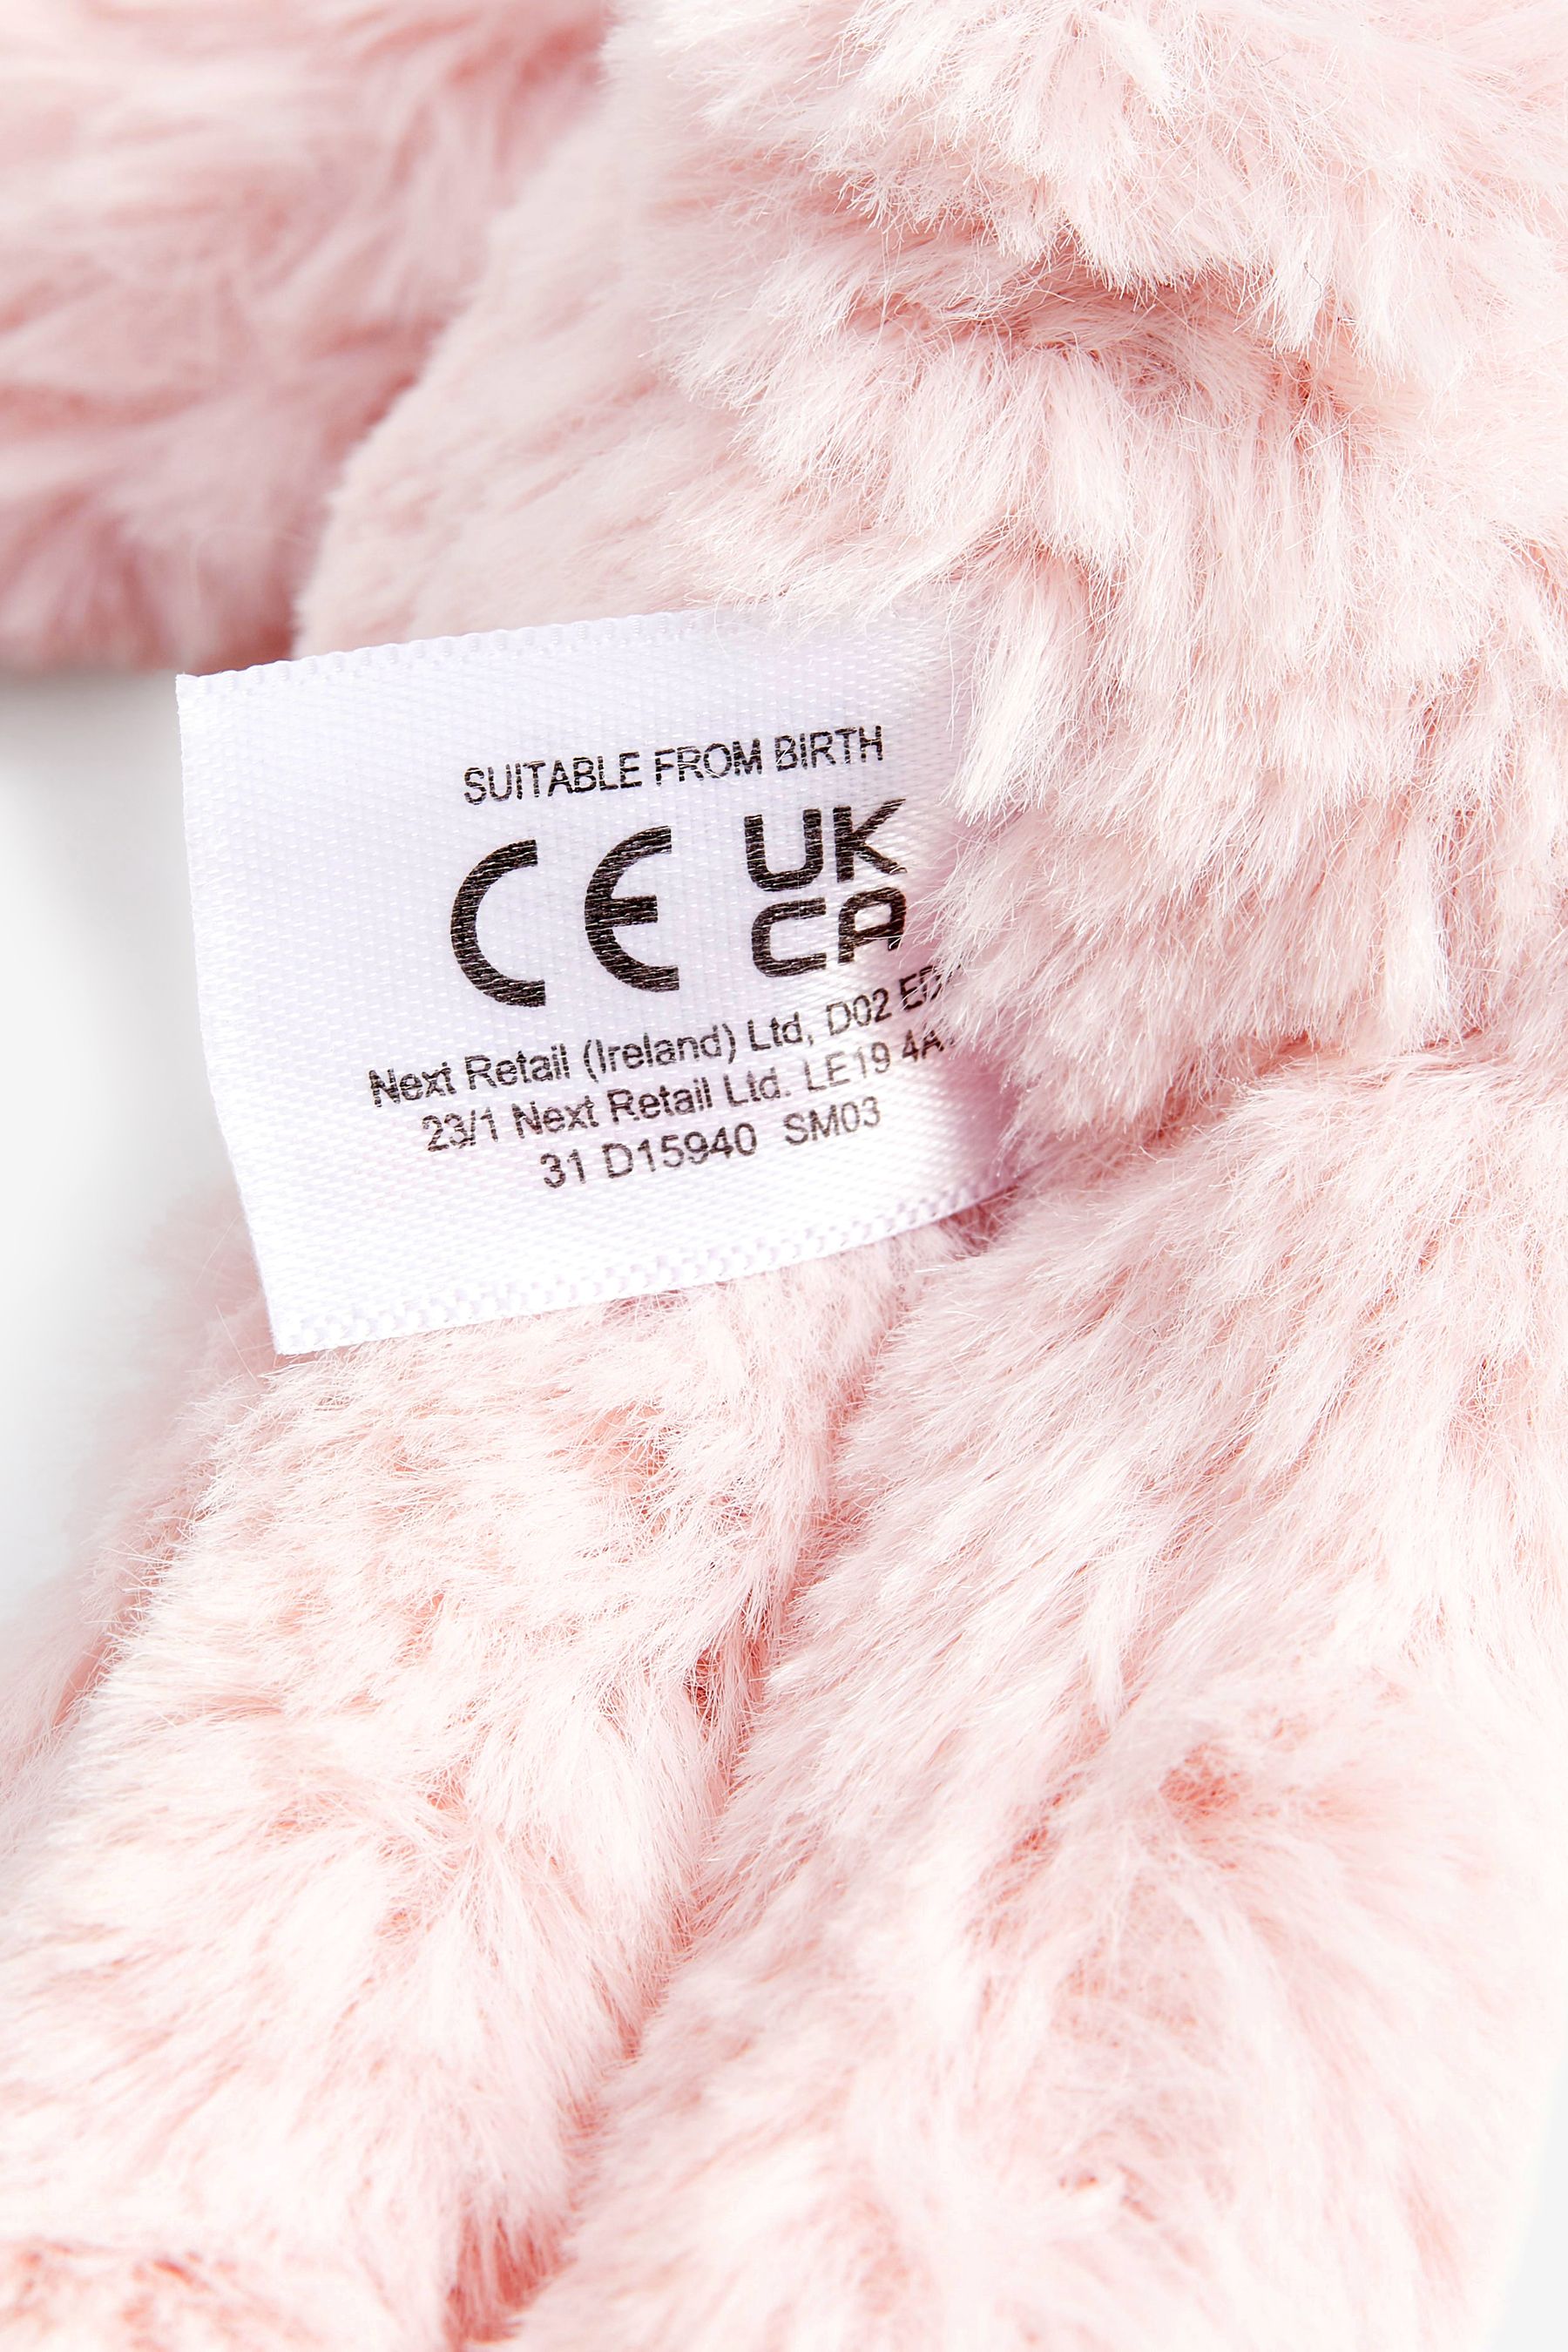 SUITABLE FROM BIRTH
CE UK
CA
Next Retail (Ireland) Ltd, D02
23/1 Next Retail Ltd. LE19
31 D15940 SM03